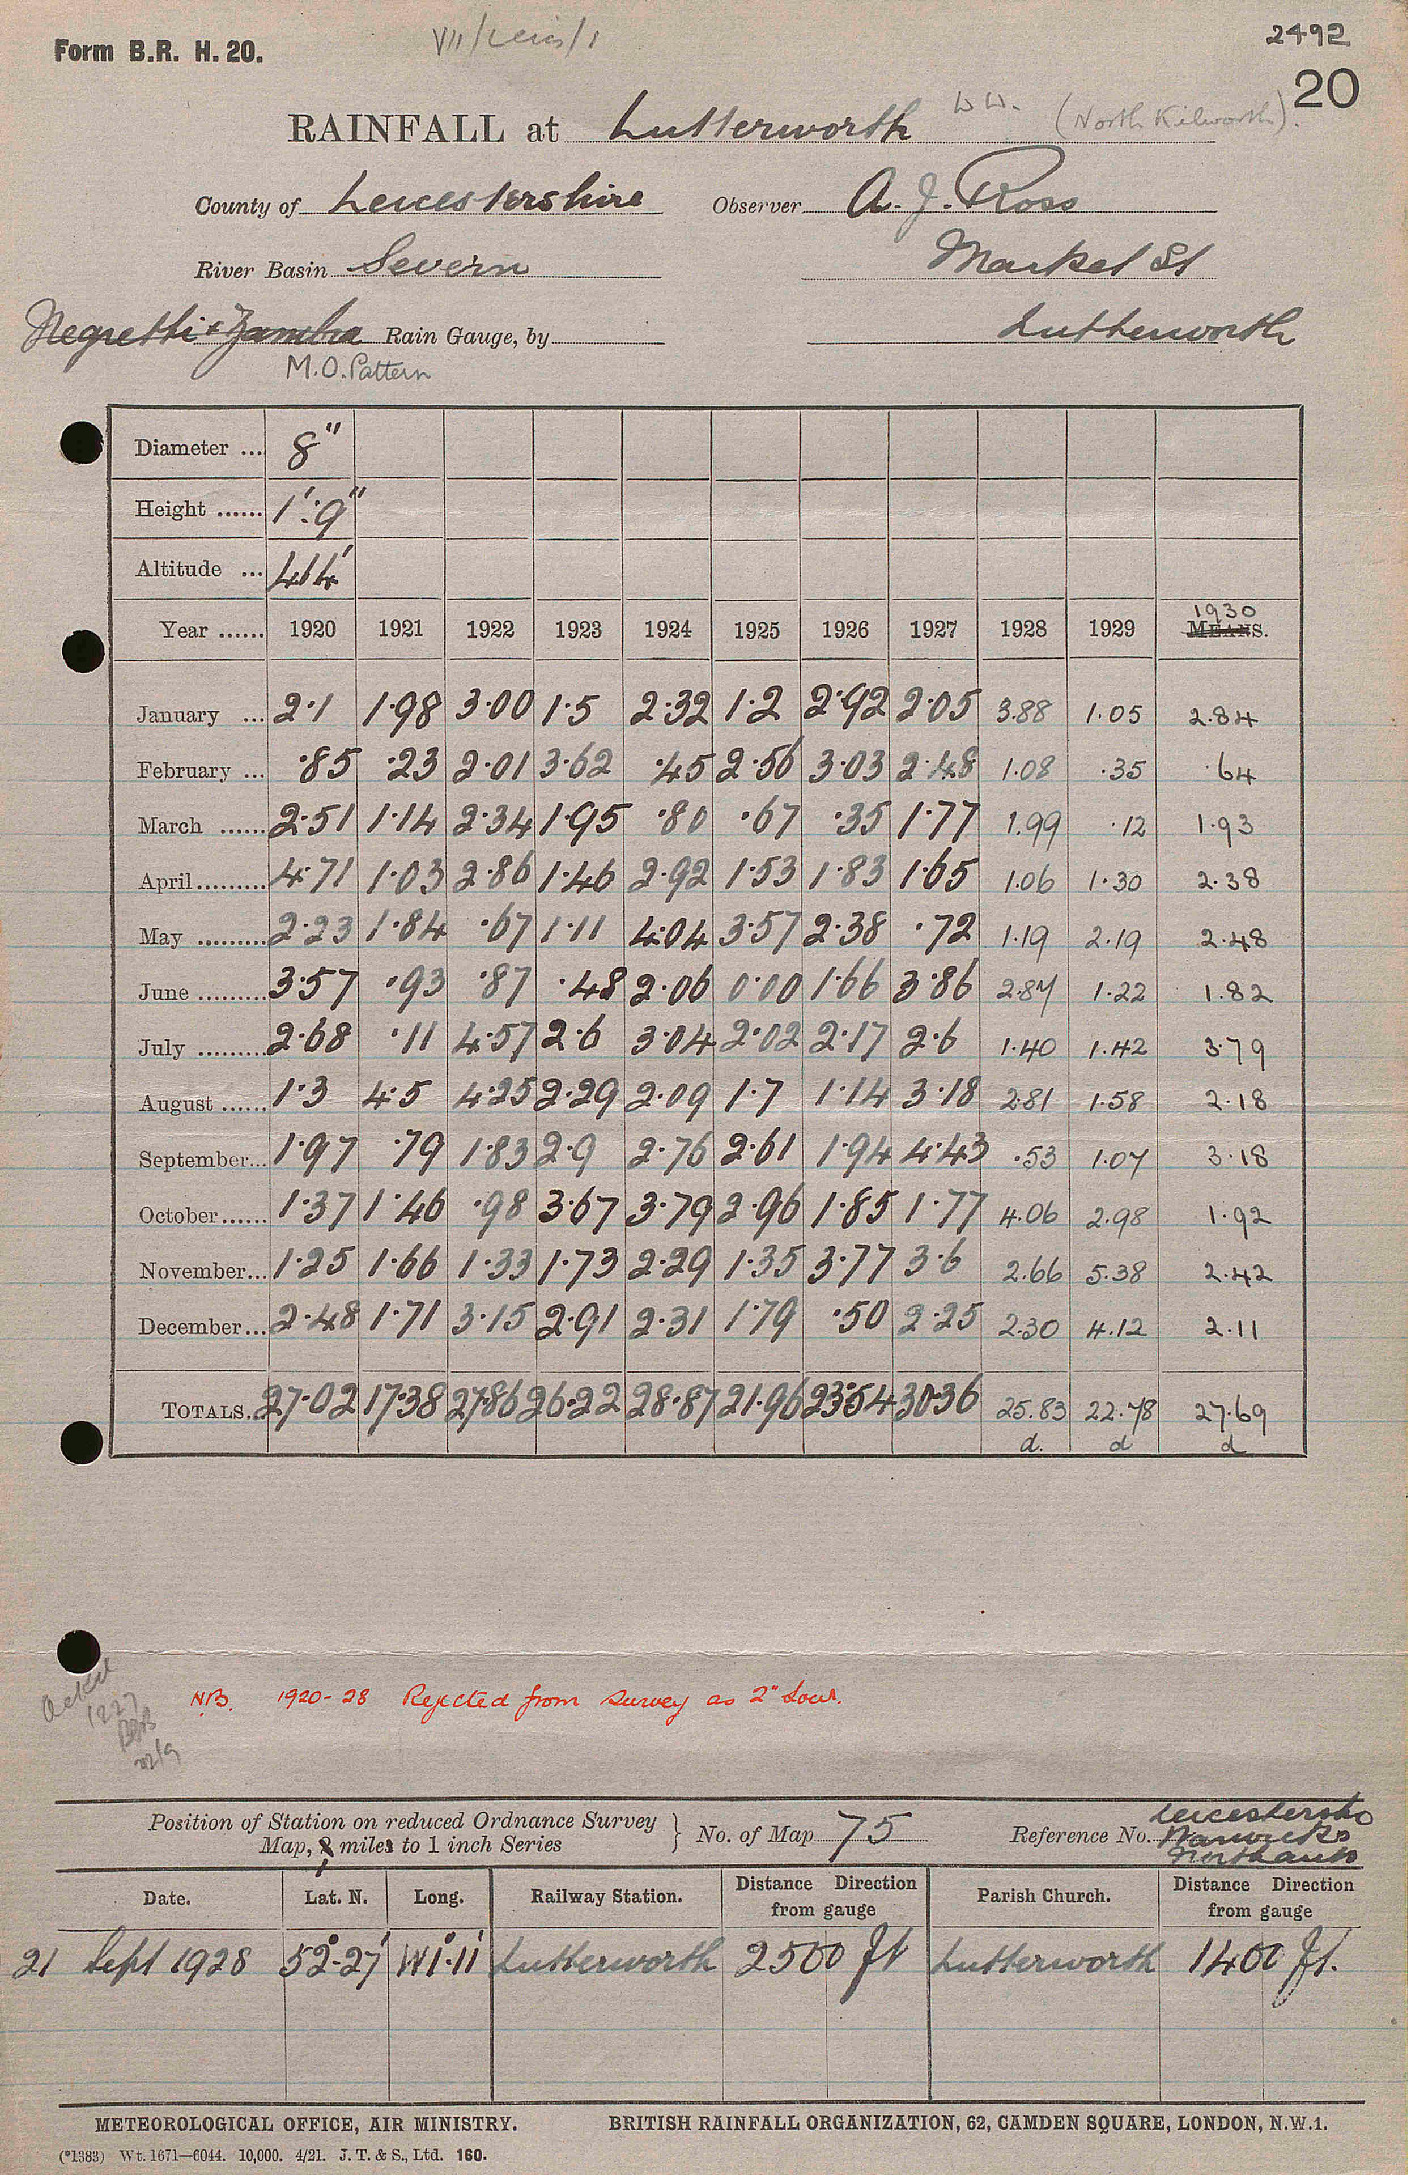 Form B.R. H. 20.
VII/Leics/1
2492
20
RAINFALL at Lutterworth W.W. (North Kilworth).
County of Leicestershire Observer A. J. Ross
River Basin Severn Market St
Negretti & Zambra Rain Gauge, by Lutterworth
M.O. Pattern
Diameter ... 8"
Height ...... 1':9"
Altitude ... 414'
Year ...... 1920 1921 1922 1923 1924 1925 1926 1927 1928 1929 1930 MEANS.
January ... 2·1 1·98 3·00 1·5 2·32 1·2 2·92 2·05 3.88 1.05 2.84
February ... ·85 ·23 2·01 3·62 ·45 2·56 3·03 2·48 1.08 .35 .64
March ...... 2·51 1·14 2·34 1·95 ·80 ·67 ·35 1·77 1.99 .12 1.93
April ......... 4·71 1·03 2·86 1·46 2·92 1·53 1·83 1·65 1.06 1.30 2.38
May ......... 2·23 1·84 ·67 1·11 4·04 3·57 2·38 ·72 1.19 2.19 2.48
June ......... 3·57 ·93 ·87 ·48 2·06 0·00 1·66 3·86 2.87 1.22 1.82
July ......... 2·68 ·11 4·57 2·6 3·04 2·02 2·17 2·6 1.40 1.42 3.79
August ...... 1·3 4·5 4·25 2·29 2·09 1·7 1·14 3·18 2.81 1.58 2.18
September... 1·97 ·79 1·83 2·9 2·76 2·61 1·94 4·43 .53 1.07 3.18
October...... 1·37 1·46 ·98 3·67 3·79 2·96 1·85 1·77 4.06 2.98 1.92
November... 1·25 1·66 1·33 1·73 2·29 1·35 3·77 3·6 2.66 5.38 2.42
December... 2·48 1·71 3·15 2·91 2·31 1·79 ·50 2·25 2.30 4.12 2.11
TOTALS. 27·02 17·38 27·86 26·22 28·87 21·96 23·54 30·36 25.83 22.78 27.69
d. d d
N.B. 1920-28 Rejected from survey as 2" low.
Position of Station on reduced Ordnance Survey
Map, 2 miles to 1 inch Series
No. of Map 75
Reference No. Leicestersh
Warwicks
Northants
Date. Lat. N. Long. Railway Station. Distance Direction from gauge Parish Church. Distance Direction from gauge
21 Sept 1928 52°·27' W1°·11' Lutterworth 2500 ft Lutterworth 1400 ft.
METEOROLOGICAL OFFICE, AIR MINISTRY. BRITISH RAINFALL ORGANIZATION, 62, CAMDEN SQUARE, LONDON, N.W.1.
(*1383) Wt. 1671—6044. 10,000. 4/21. J. T. & S., Ltd. 160.